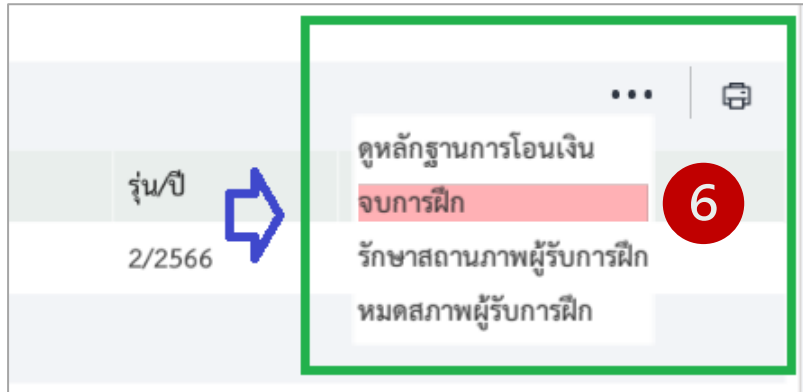 •••
ดูหลักฐานการโอนเงิน
รุ่น/ปี
จบการฝึก
6
2/2566
รักษาสถานภาพผู้รับการฝึก
หมดสภาพผู้รับการฝึก